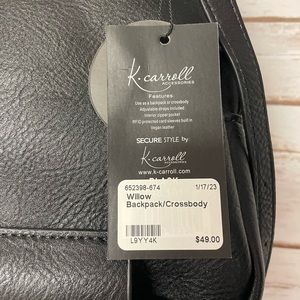 K. carroll
ACCESSORIES
Features
Use as a backpack or crossbody
Adjustable straps included
Interior zipper pocket
RFID protected card sleeves built in
Vegan leather
SECURE STYLE by
K. carroll
ACCESSORIES
www.k-carroll.com
BLACK
652398-674 1/17/23
Willow
Backpack/Crossbody
L9YY4K $49.00